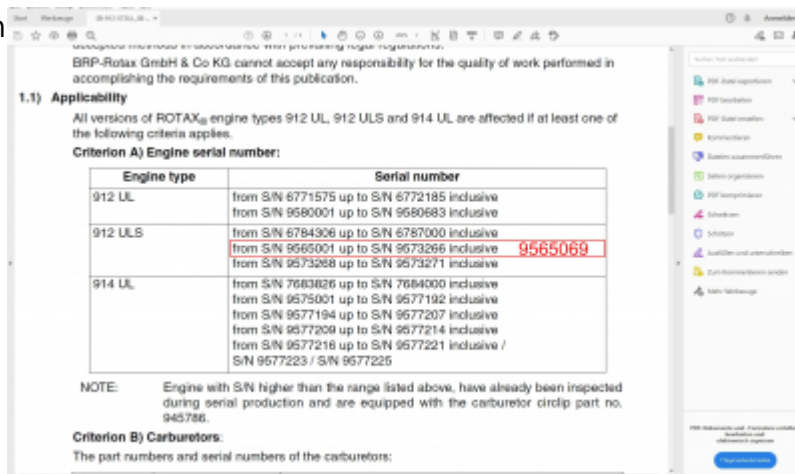 BRP-Rotax GmbH & Co KG cannot accept any responsibility for the quality of work performed in
accomplishing the requirements of this publication.
1.1) Applicability
All versions of ROTAX® engine types 912 UL, 912 ULS and 914 UL are affected if at least one of
the following criteria applies.
Criterion A) Engine serial number:
Engine type Serial number
912 UL from S/N 6771575 up to S/N 6772185 inclusive
from S/N 9580001 up to S/N 9580683 inclusive
912 ULS from S/N 6784306 up to S/N 6787000 inclusive
from S/N 9565001 up to S/N 9573266 inclusive 9565069
from S/N 9573268 up to S/N 9573271 inclusive
914 UL from S/N 7683826 up to S/N 7684000 inclusive
from S/N 9575001 up to S/N 9577192 inclusive
from S/N 9577194 up to S/N 9577207 inclusive
from S/N 9577209 up to S/N 9577214 inclusive
from S/N 9577216 up to S/N 9577221 inclusive /
S/N 9577223 / S/N 9577225
NOTE: Engine with S/N higher than the range listed above, have already been inspected
during serial production and are equipped with the carburetor circlip part no.
945786.
Criterion B) Carburetors:
The part numbers and serial numbers of the carburetors:
Kommentieren
Dateien zusammenführen
Seiten organisieren
Schützen
Mehr Werkzeuge